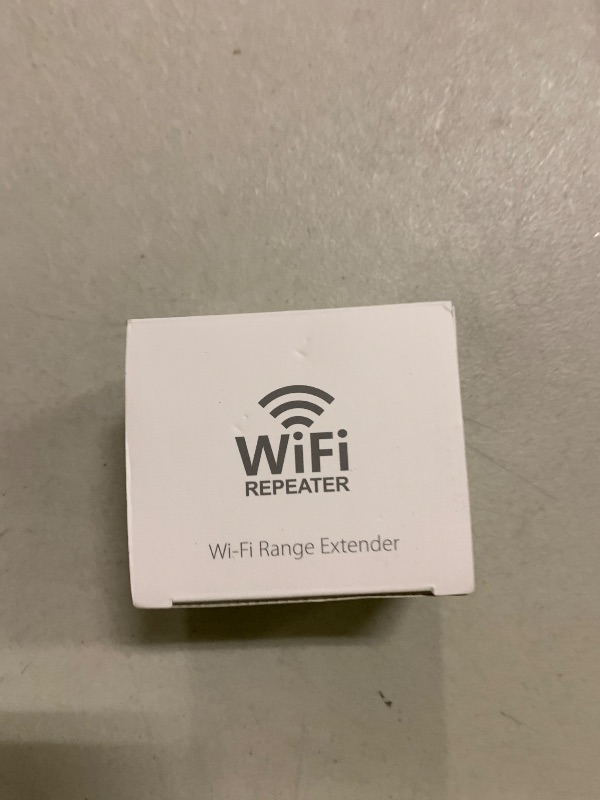 WiFi
REPEATER
Wi-Fi Range Extender